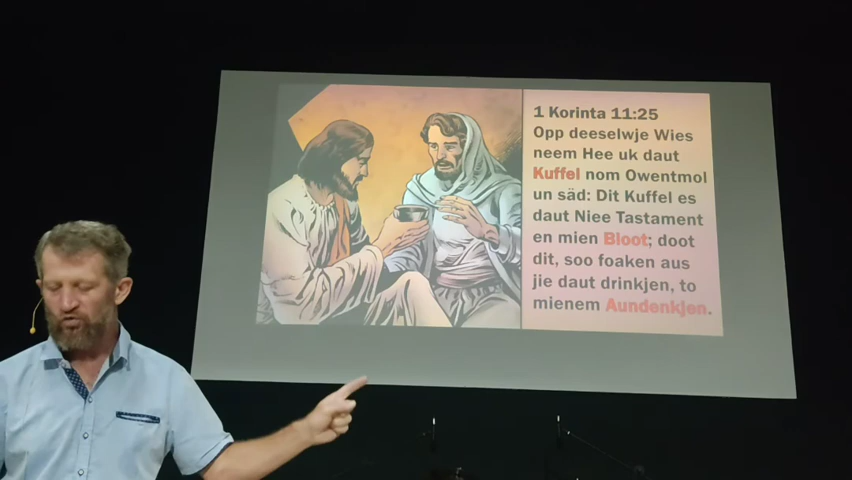 1 Korinta 11:25
Opp deeselwje Wies
neem Hee uk daut
Kuffel nom Owentmol
un säd: Dit Kuffel es
daut Niee Tastament
en mien Bloot; doot
dit, soo foaken aus
jie daut drinkjen, to
mienem Aundenkjen.